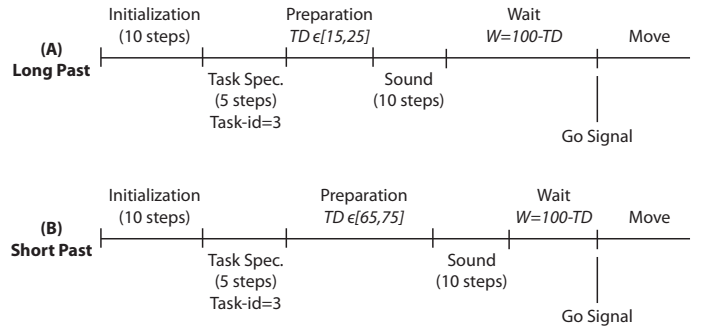 Initialization
(10 steps)
Preparation
TD ϵ[15,25]
Wait
W=100-TD
Move
(A)
Long Past
Task Spec.
(5 steps)
Task-id=3
Sound
(10 steps)
Go Signal
Initialization
(10 steps)
Preparation
TD ϵ[65,75]
Wait
W=100-TD
Move
(B)
Short Past
Task Spec.
(5 steps)
Task-id=3
Sound
(10 steps)
Go Signal